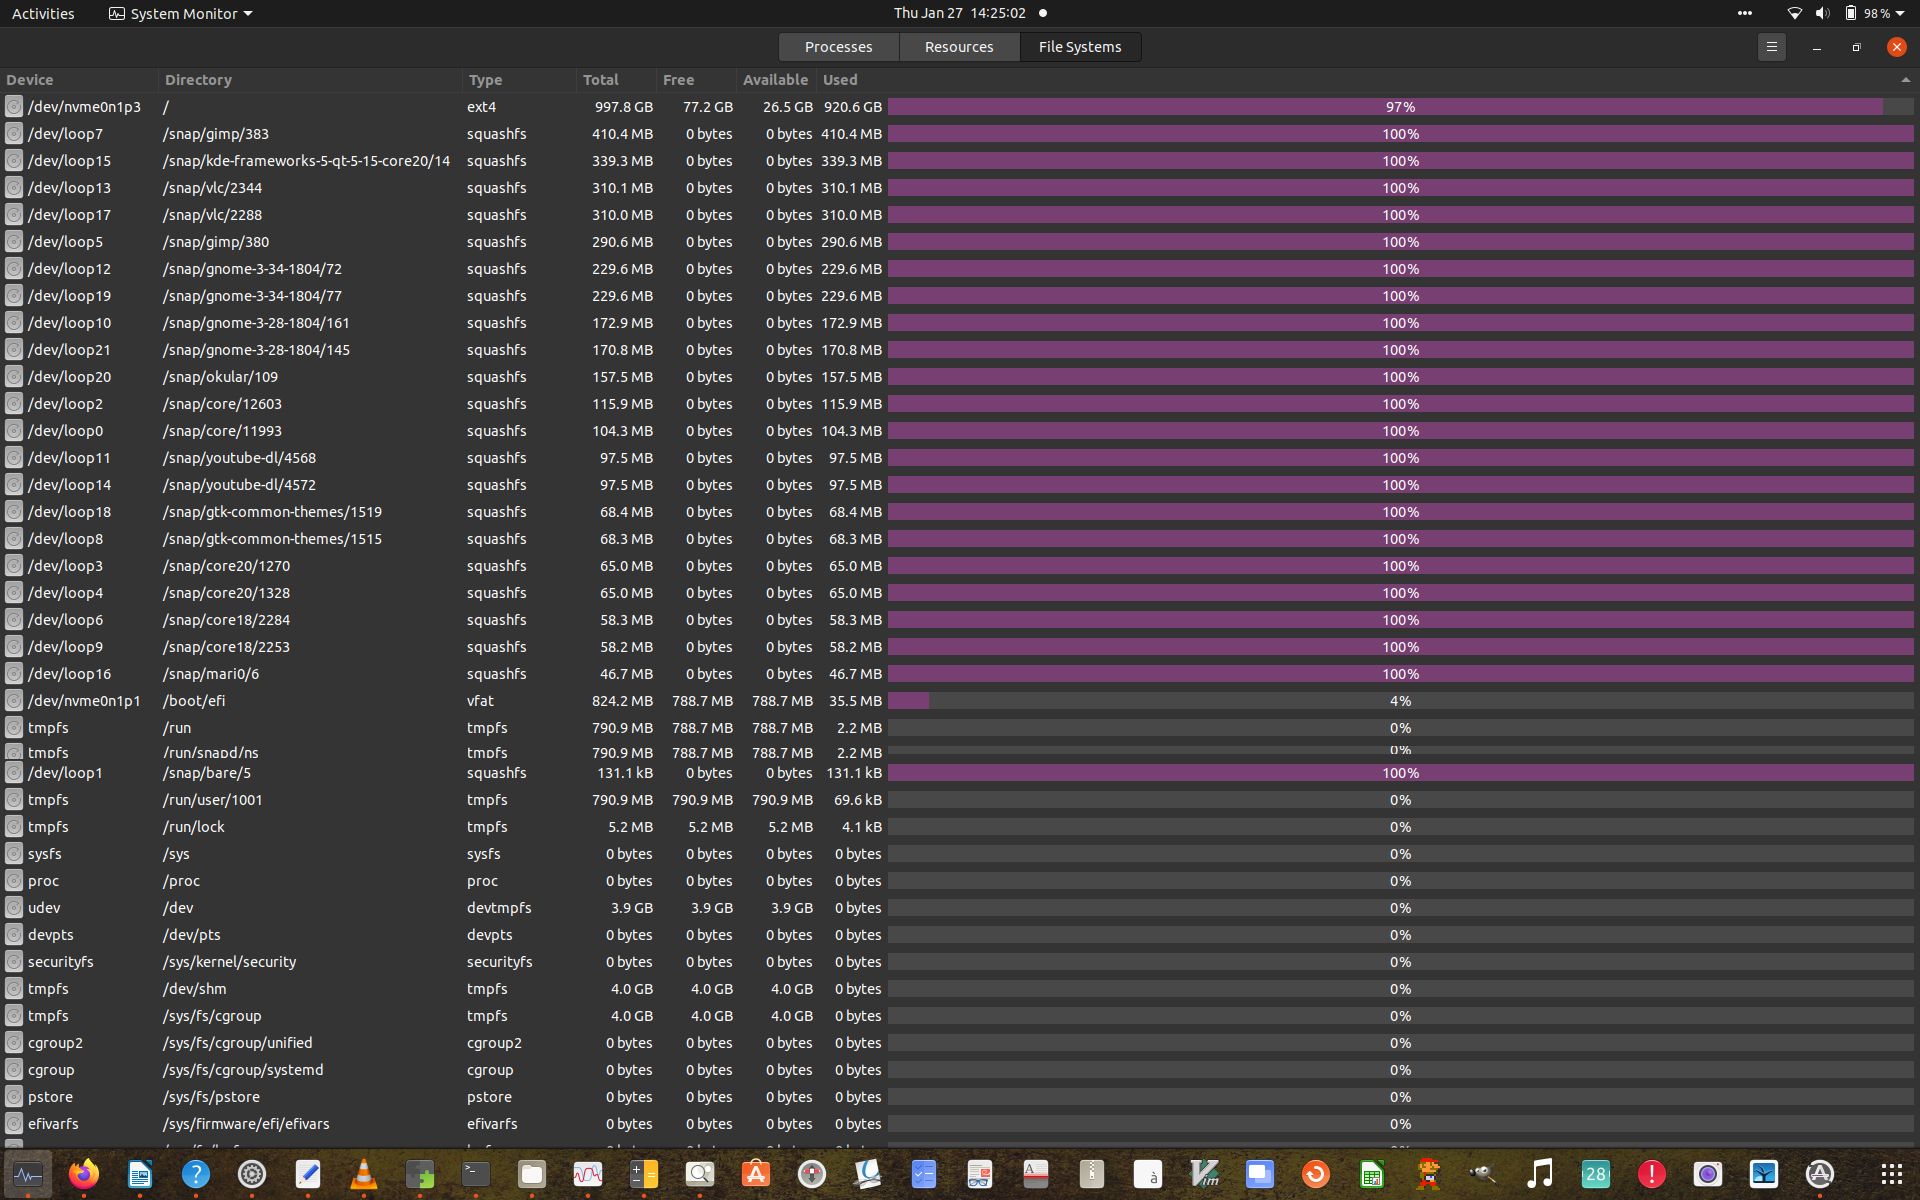 Activities System Monitor Thu Jan 27 14:25:02 98%
Processes Resources File Systems
Device Directory Type Total Free Available Used
/dev/nvme0n1p3 / ext4 997.8 GB 77.2 GB 26.5 GB 920.6 GB 97%
/dev/loop7 /snap/gimp/383 squashfs 410.4 MB 0 bytes 0 bytes 410.4 MB 100%
/dev/loop15 /snap/kde-frameworks-5-qt-5-15-core20/14 squashfs 339.3 MB 0 bytes 0 bytes 339.3 MB 100%
/dev/loop13 /snap/vlc/2344 squashfs 310.1 MB 0 bytes 0 bytes 310.1 MB 100%
/dev/loop17 /snap/vlc/2288 squashfs 310.0 MB 0 bytes 0 bytes 310.0 MB 100%
/dev/loop5 /snap/gimp/380 squashfs 290.6 MB 0 bytes 0 bytes 290.6 MB 100%
/dev/loop12 /snap/gnome-3-34-1804/72 squashfs 229.6 MB 0 bytes 0 bytes 229.6 MB 100%
/dev/loop19 /snap/gnome-3-34-1804/77 squashfs 229.6 MB 0 bytes 0 bytes 229.6 MB 100%
/dev/loop10 /snap/gnome-3-28-1804/161 squashfs 172.9 MB 0 bytes 0 bytes 172.9 MB 100%
/dev/loop21 /snap/gnome-3-28-1804/145 squashfs 170.8 MB 0 bytes 0 bytes 170.8 MB 100%
/dev/loop20 /snap/okular/109 squashfs 157.5 MB 0 bytes 0 bytes 157.5 MB 100%
/dev/loop2 /snap/core/12603 squashfs 115.9 MB 0 bytes 0 bytes 115.9 MB 100%
/dev/loop0 /snap/core/11993 squashfs 104.3 MB 0 bytes 0 bytes 104.3 MB 100%
/dev/loop11 /snap/youtube-dl/4568 squashfs 97.5 MB 0 bytes 0 bytes 97.5 MB 100%
/dev/loop14 /snap/youtube-dl/4572 squashfs 97.5 MB 0 bytes 0 bytes 97.5 MB 100%
/dev/loop18 /snap/gtk-common-themes/1519 squashfs 68.4 MB 0 bytes 0 bytes 68.4 MB 100%
/dev/loop8 /snap/gtk-common-themes/1515 squashfs 68.3 MB 0 bytes 0 bytes 68.3 MB 100%
/dev/loop3 /snap/core20/1270 squashfs 65.0 MB 0 bytes 0 bytes 65.0 MB 100%
/dev/loop4 /snap/core20/1328 squashfs 65.0 MB 0 bytes 0 bytes 65.0 MB 100%
/dev/loop6 /snap/core18/2284 squashfs 58.3 MB 0 bytes 0 bytes 58.3 MB 100%
/dev/loop9 /snap/core18/2253 squashfs 58.2 MB 0 bytes 0 bytes 58.2 MB 100%
/dev/loop16 /snap/mari0/6 squashfs 46.7 MB 0 bytes 0 bytes 46.7 MB 100%
/dev/nvme0n1p1 /boot/efi vfat 824.2 MB 788.7 MB 788.7 MB 35.5 MB 4%
tmpfs /run tmpfs 790.9 MB 788.7 MB 788.7 MB 2.2 MB 0%
tmpfs /run/snapd/ns tmpfs 790.9 MB 788.7 MB 788.7 MB 2.2 MB 0%
/dev/loop1 /snap/bare/5 squashfs 131.1 kB 0 bytes 0 bytes 131.1 kB 100%
tmpfs /run/user/1001 tmpfs 790.9 MB 790.9 MB 790.9 MB 69.6 kB 0%
tmpfs /run/lock tmpfs 5.2 MB 5.2 MB 5.2 MB 4.1 kB 0%
sysfs /sys sysfs 0 bytes 0 bytes 0 bytes 0 bytes 0%
proc /proc proc 0 bytes 0 bytes 0 bytes 0 bytes 0%
udev /dev devtmpfs 3.9 GB 3.9 GB 3.9 GB 0 bytes 0%
devpts /dev/pts devpts 0 bytes 0 bytes 0 bytes 0 bytes 0%
securityfs /sys/kernel/security securityfs 0 bytes 0 bytes 0 bytes 0 bytes 0%
tmpfs /dev/shm tmpfs 4.0 GB 4.0 GB 4.0 GB 0 bytes 0%
tmpfs /sys/fs/cgroup tmpfs 4.0 GB 4.0 GB 4.0 GB 0 bytes 0%
cgroup2 /sys/fs/cgroup/unified cgroup2 0 bytes 0 bytes 0 bytes 0 bytes 0%
cgroup /sys/fs/cgroup/systemd cgroup 0 bytes 0 bytes 0 bytes 0 bytes 0%
pstore /sys/fs/pstore pstore 0 bytes 0 bytes 0 bytes 0 bytes 0%
efivarfs /sys/firmware/efi/efivars efivarfs 0 bytes 0 bytes 0 bytes 0 bytes 0%
28